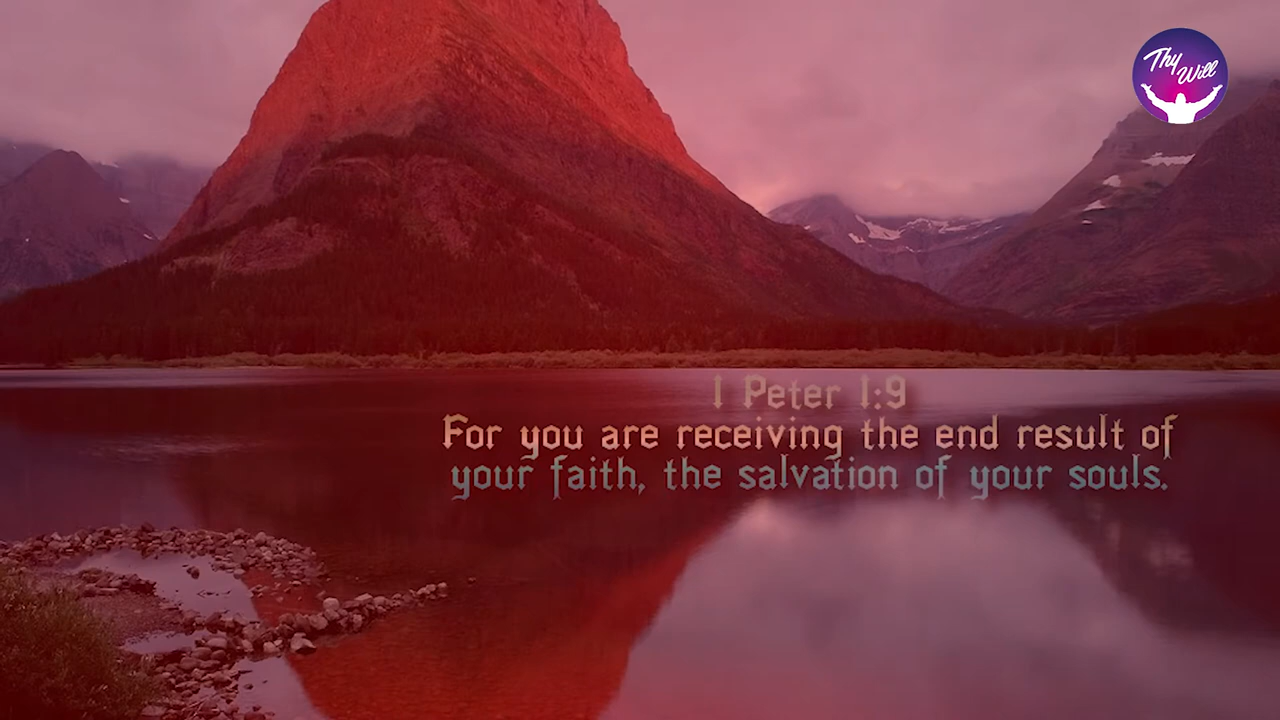 Thy
Will
1 Peter 1:9
For you are receiving the end result of
your faith, the salvation of your souls.